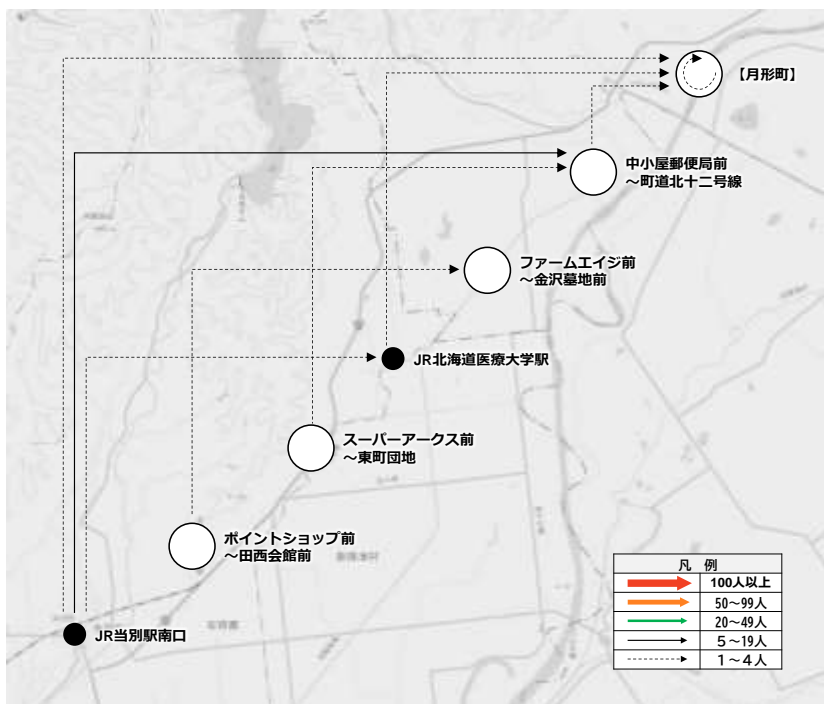 【月形町】
中小屋郵便局前
～町道北十二号線
ファームエイジ前
～金沢墓地前
JR北海道医療大学駅
スーパーアークス前
～東町団地
ポイントショップ前
～田西会館前
JR当別駅南口
凡 例
100人以上
50～99人
20～49人
５～19人
１～４人